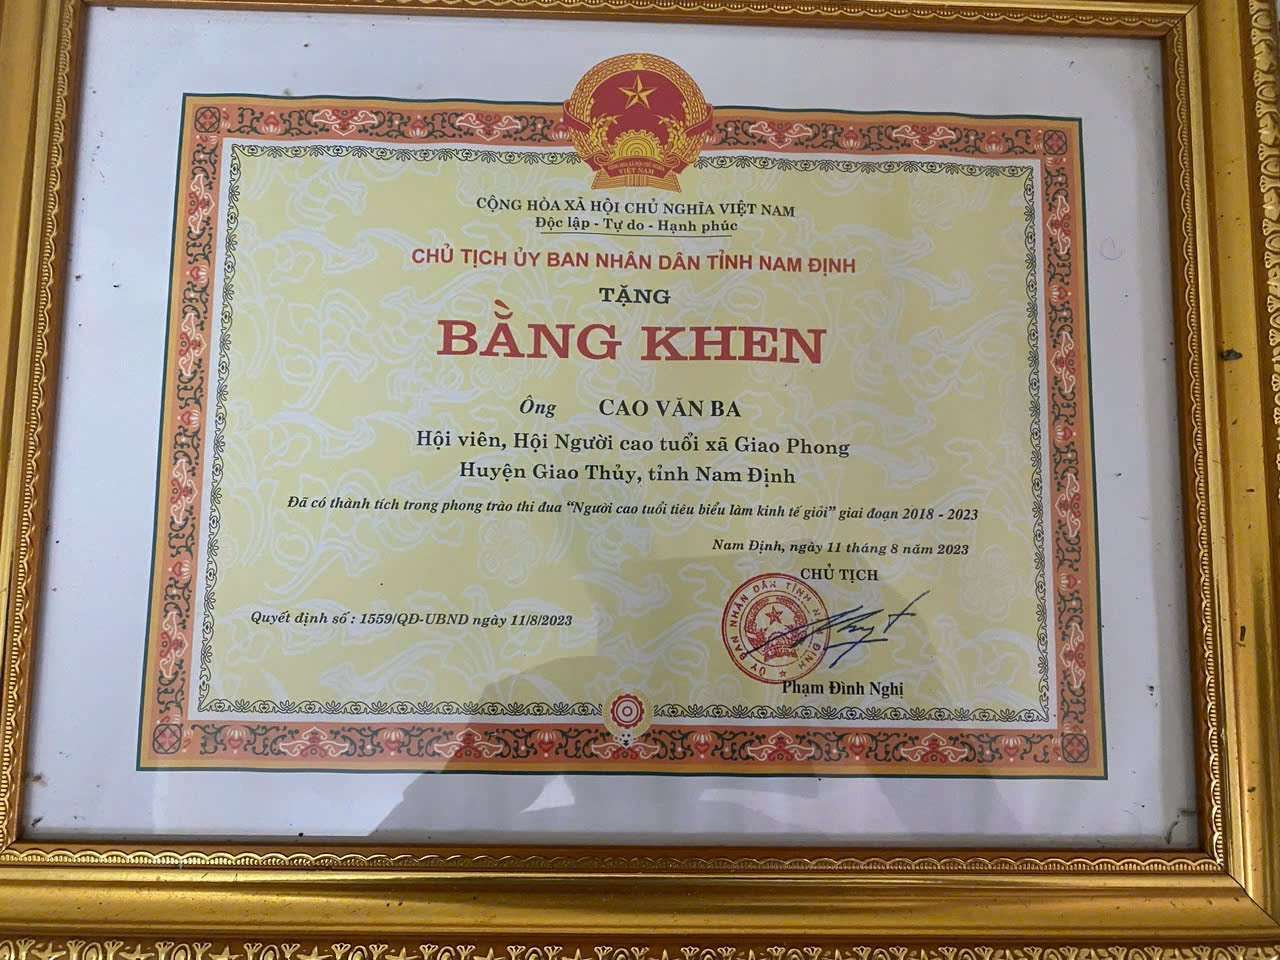 VIỆT NAM
CỘNG HÒA XÃ HỘI CHỦ NGHĨA VIỆT NAM
Độc lập - Tự do - Hạnh phúc
CHỦ TỊCH ỦY BAN NHÂN DÂN TỈNH NAM ĐỊNH
TẶNG
BẰNG KHEN
Ông CAO VĂN BA
Hội viên, Hội Người cao tuổi xã Giao Phong
Huyện Giao Thủy, tỉnh Nam Định
Đã có thành tích trong phong trào thi đua “Người cao tuổi tiêu biểu làm kinh tế giỏi” giai đoạn 2018 - 2023
Nam Định, ngày 11 tháng 8 năm 2023
CHỦ TỊCH
Quyết định số : 1559/QĐ-UBND ngày 11/8/2023
ỦY BAN NHÂN DÂN TỈNH NAM ĐỊNH
Phạm Đình Nghị